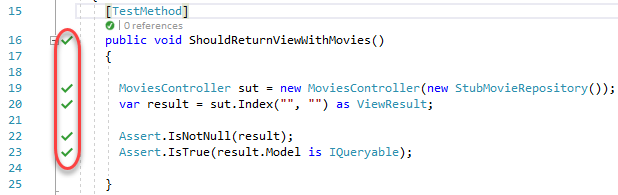 15 [TestMethod]
0 references
16 public void ShouldReturnViewWithMovies()
17 {
18
19 MoviesController sut = new MoviesController(new StubMovieRepository());
20 var result = sut.Index("", "") as ViewResult;
21
22 Assert.IsNotNull(result);
23 Assert.IsTrue(result.Model is IQueryable);
24
25 }